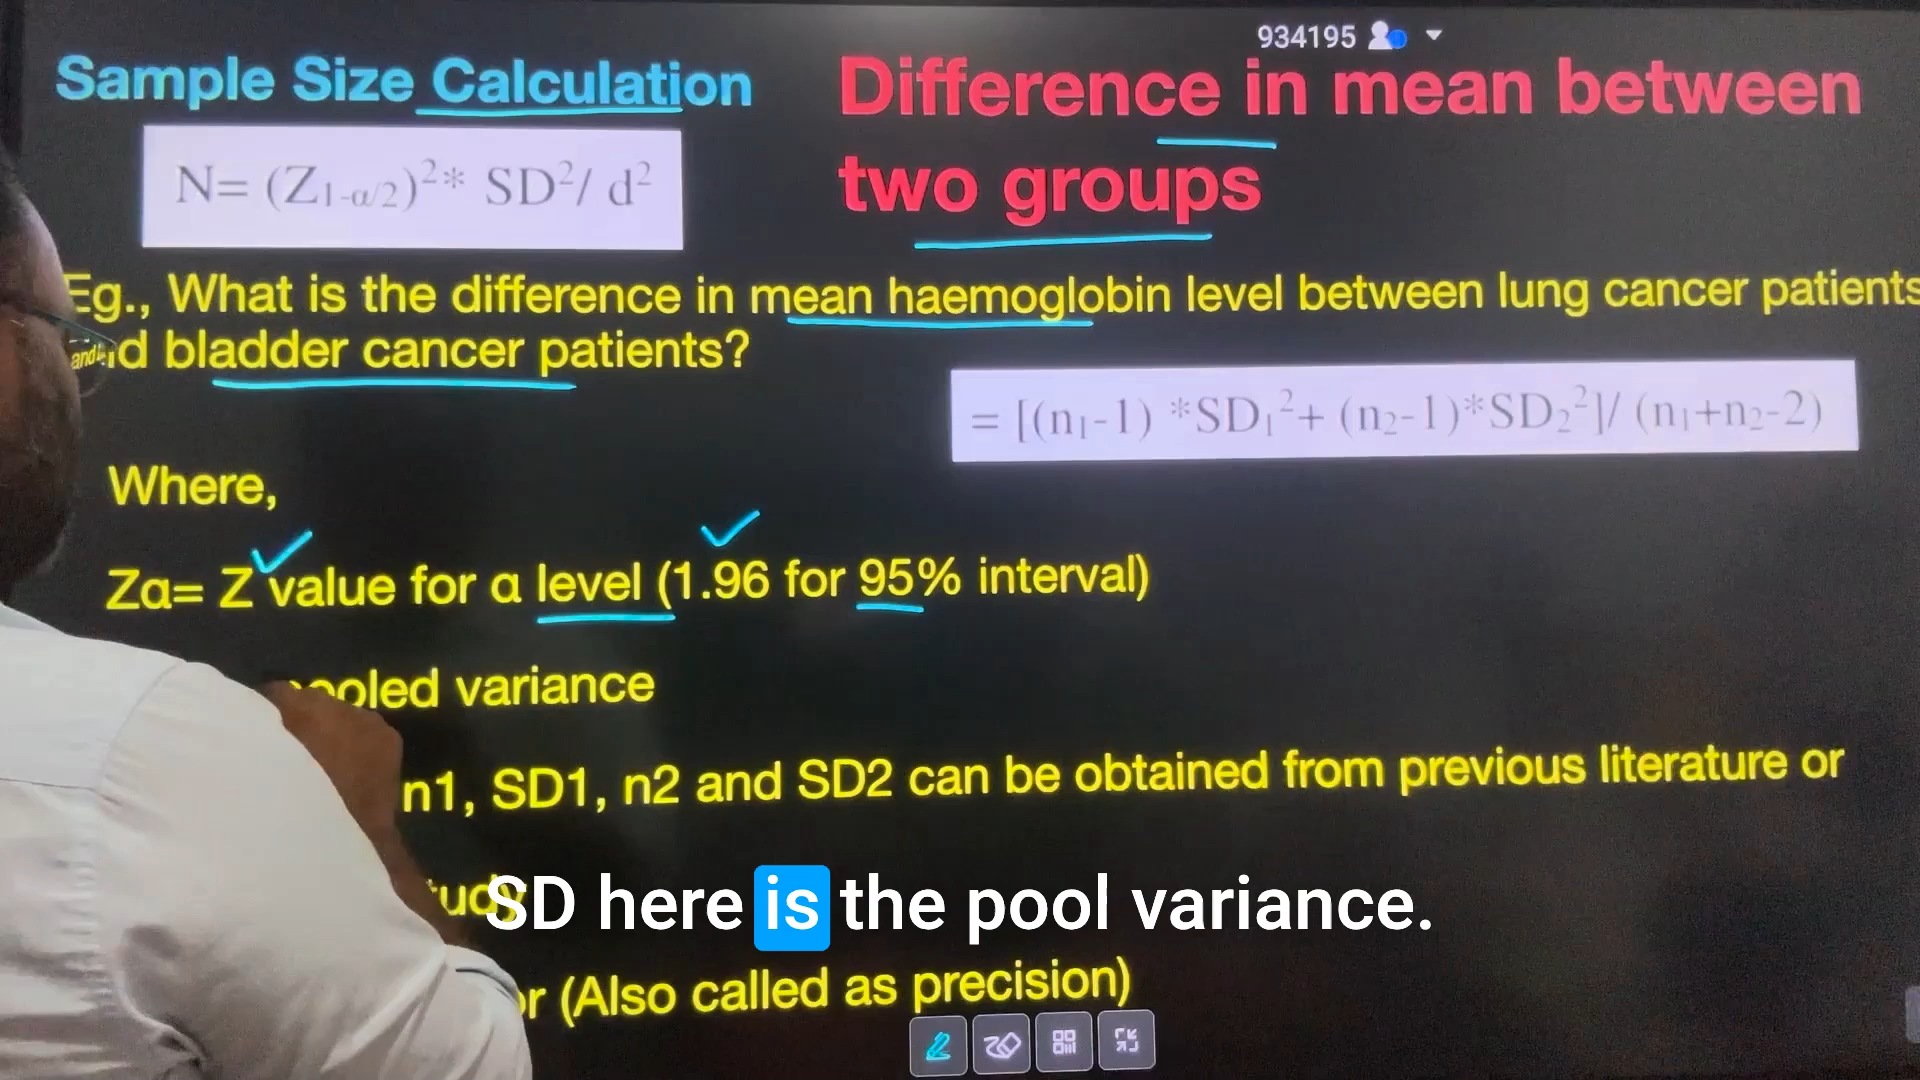 934195
Sample Size Calculation
Difference in mean between
two groups
N= (Z1-α/2)²* SD²/ d²
Eg., What is the difference in mean haemoglobin level between lung cancer patients
and bladder cancer patients?
= [(n₁-1) *SD₁²+ (n₂-1)*SD₂²]/ (n₁+n₂-2)
Where,
Zα= Z value for α level (1.96 for 95% interval)
pooled variance
n1, SD1, n2 and SD2 can be obtained from previous literature or
SD here is the pool variance.
(Also called as precision)